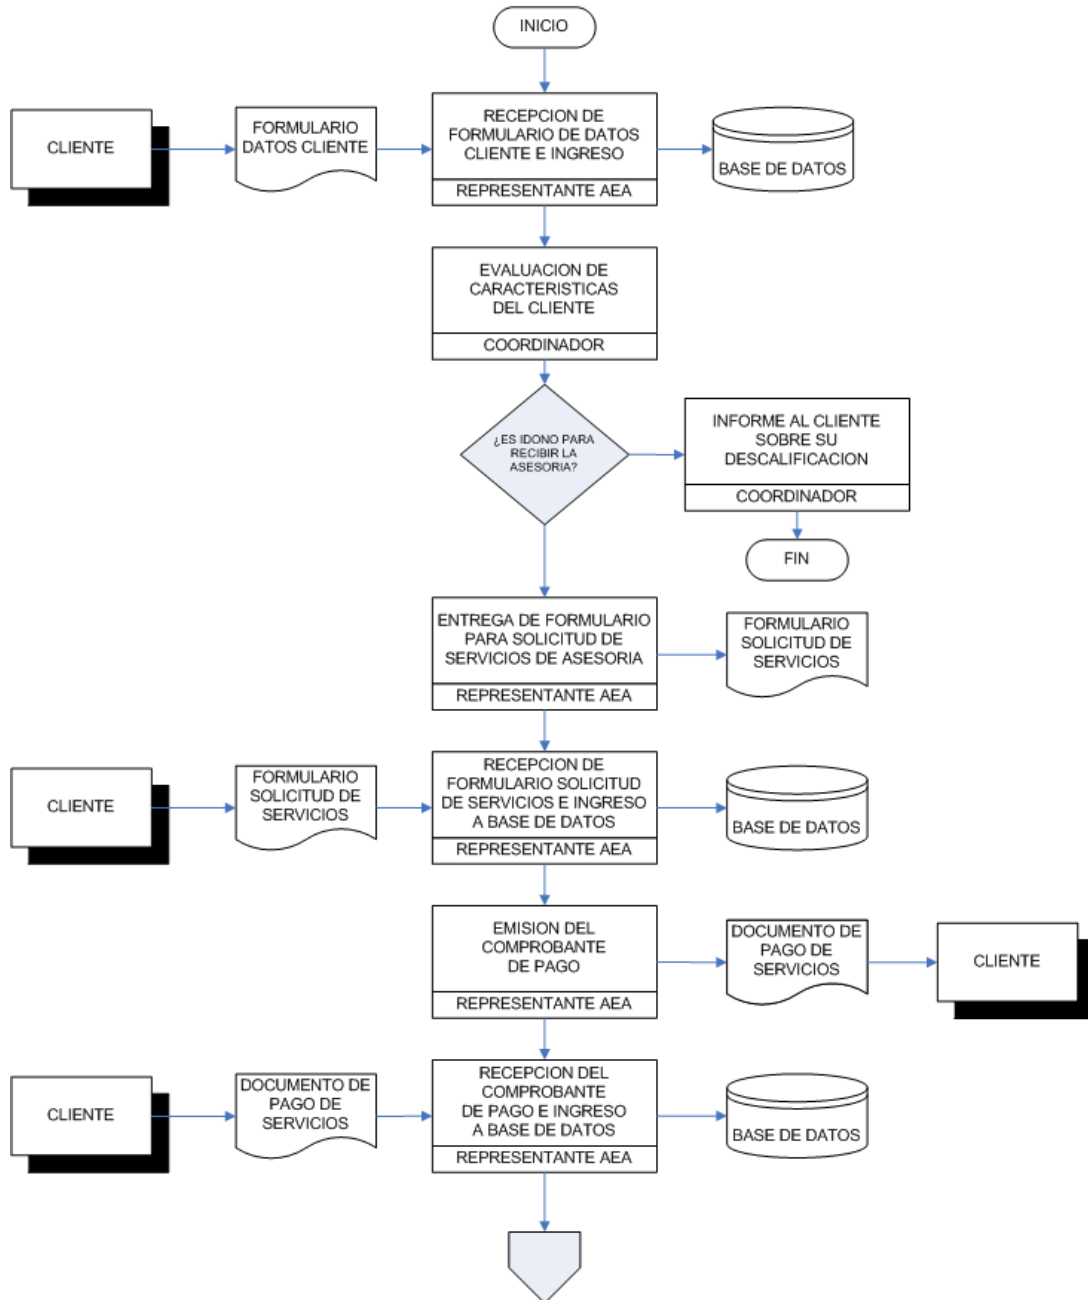 INICIO
CLIENTE
FORMULARIO
DATOS CLIENTE
RECEPCION DE
FORMULARIO DE DATOS
CLIENTE E INGRESO
REPRESENTANTE AEA
BASE DE DATOS
EVALUACION DE
CARACTERISTICAS
DEL CLIENTE
COORDINADOR
¿ES IDONO PARA
RECIBIR LA
ASESORIA?
INFORME AL CLIENTE
SOBRE SU
DESCALIFICACION
COORDINADOR
FIN
ENTREGA DE FORMULARIO
PARA SOLICITUD DE
SERVICIOS DE ASESORIA
REPRESENTANTE AEA
FORMULARIO
SOLICITUD DE
SERVICIOS
CLIENTE
FORMULARIO
SOLICITUD DE
SERVICIOS
RECEPCION DE
FORMULARIO SOLICITUD
DE SERVICIOS E INGRESO
A BASE DE DATOS
REPRESENTANTE AEA
BASE DE DATOS
EMISION DEL
COMPROBANTE
DE PAGO
REPRESENTANTE AEA
DOCUMENTO DE
PAGO DE
SERVICIOS
CLIENTE
CLIENTE
DOCUMENTO DE
PAGO DE
SERVICIOS
RECEPCION DEL
COMPROBANTE
DE PAGO E INGRESO
A BASE DE DATOS
REPRESENTANTE AEA
BASE DE DATOS